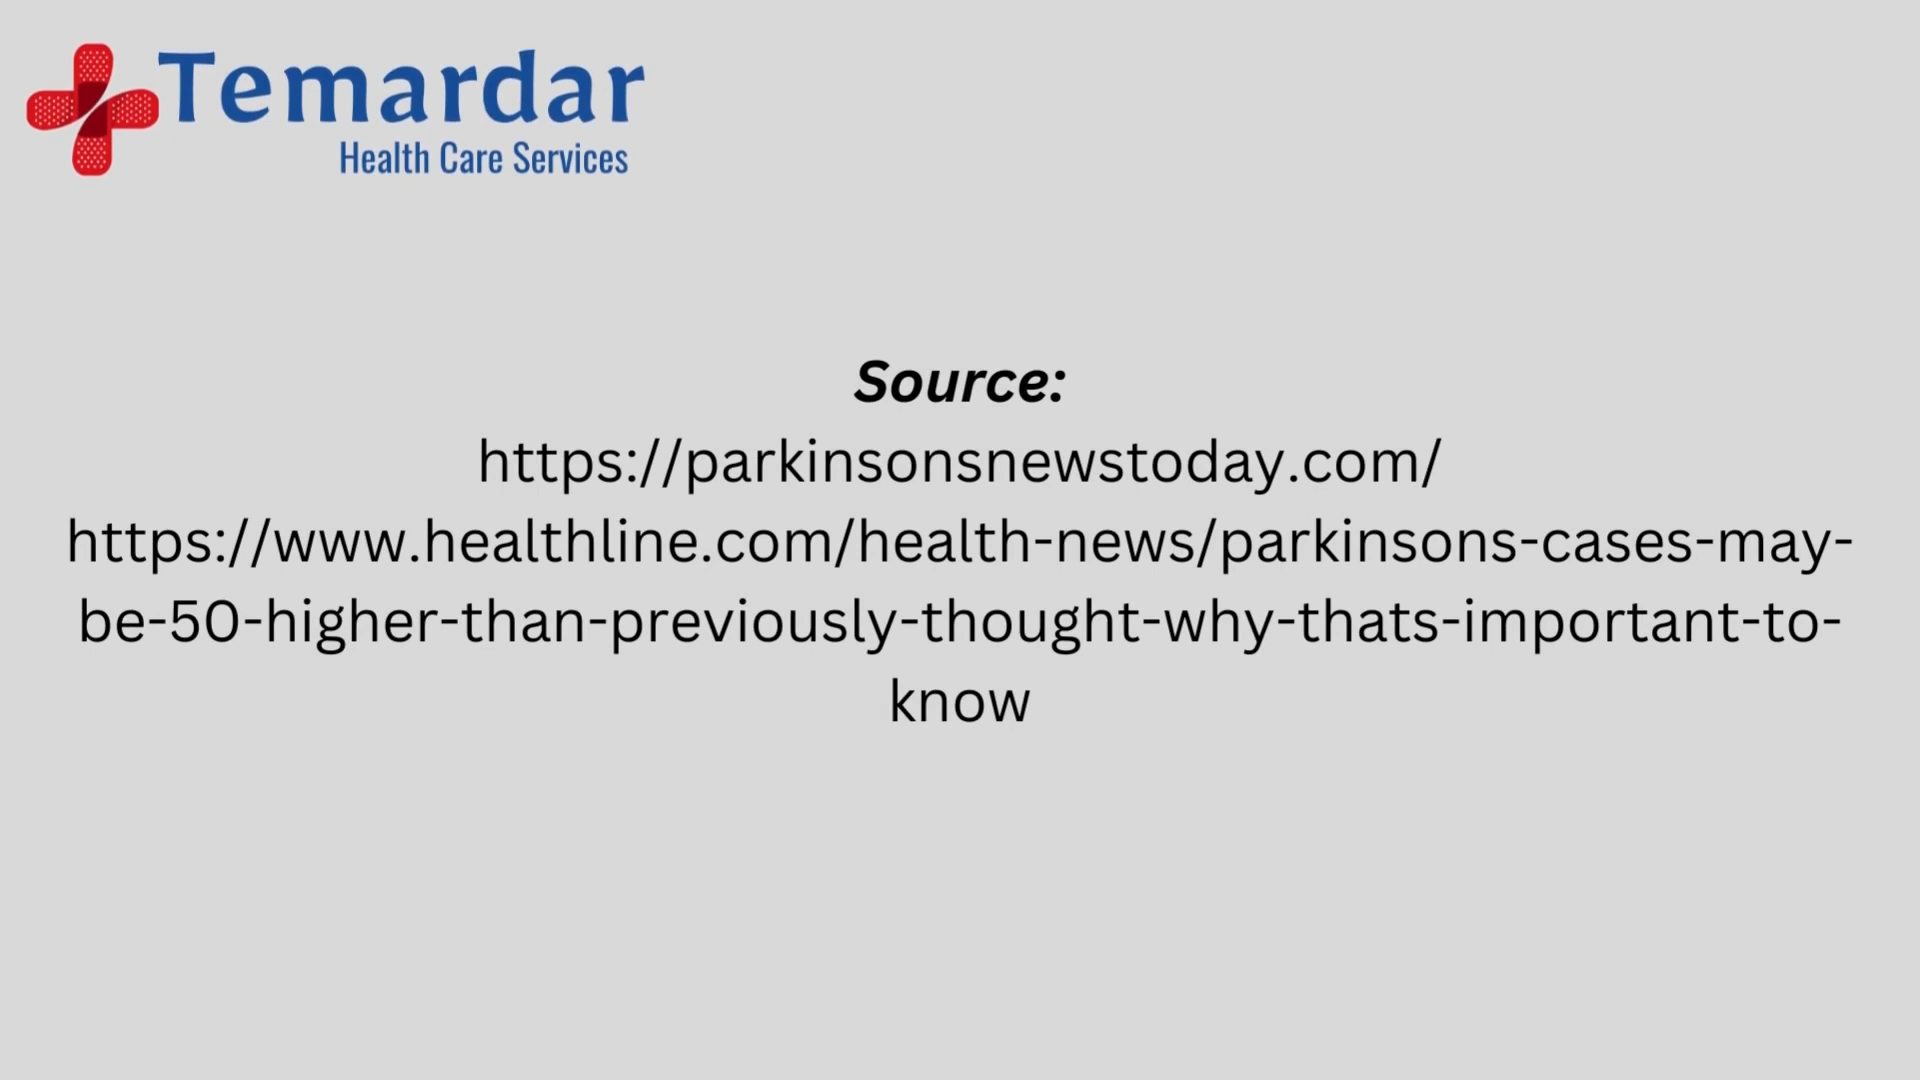 Temardar
Health Care Services
Source:
https://parkinsonsnewstoday.com/
https://www.healthline.com/health-news/parkinsons-cases-may-
be-50-higher-than-previously-thought-why-thats-important-to-
know